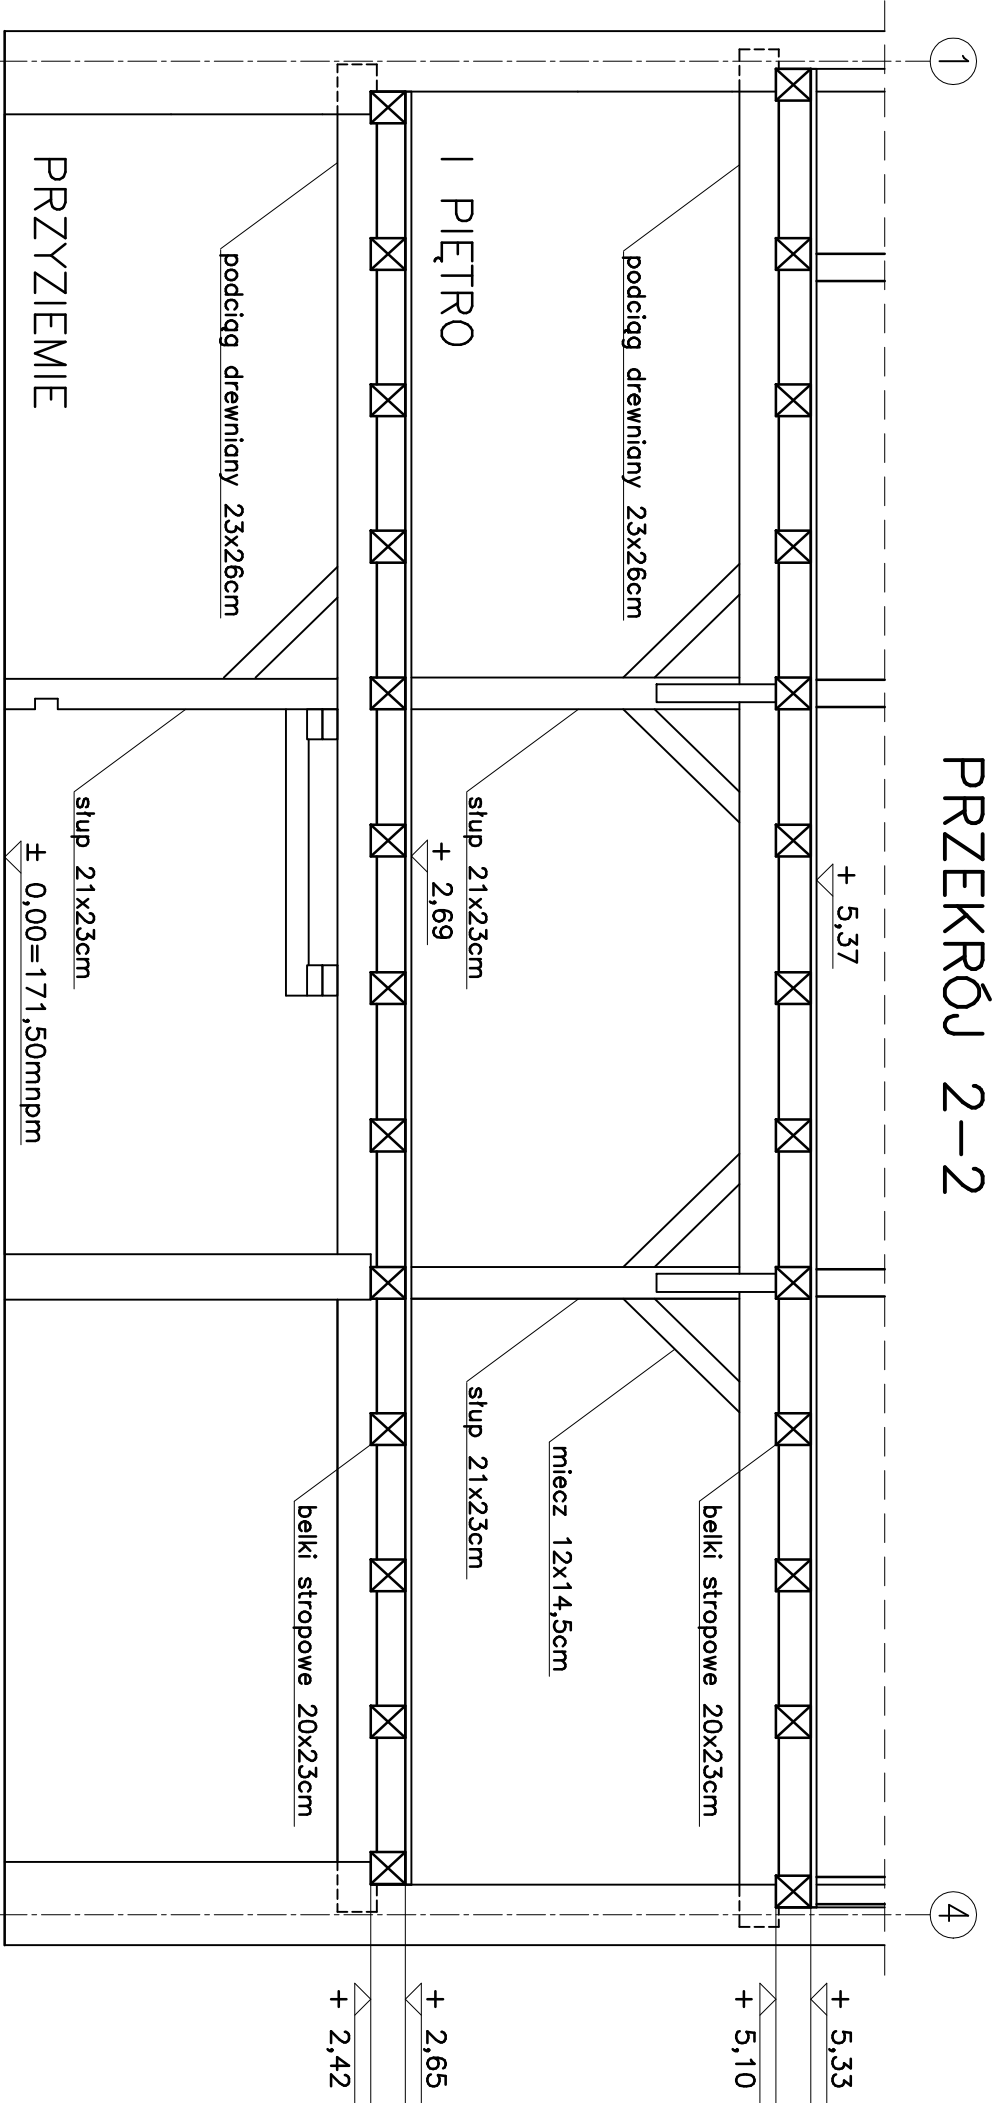 PRZEKRÓJ 2-2
1
4
+ 5,37
+ 5,33
+ 5,10
podciąg drewniany 23x26cm
belki stropowe 20x23cm
miecz 12x14,5cm
I PIĘTRO
słup 21x23cm
słup 21x23cm
+ 2,69
+ 2,65
+ 2,42
podciąg drewniany 23x26cm
belki stropowe 20x23cm
słup 21x23cm
PRZYZIEMIE
± 0,00=171,50mnpm